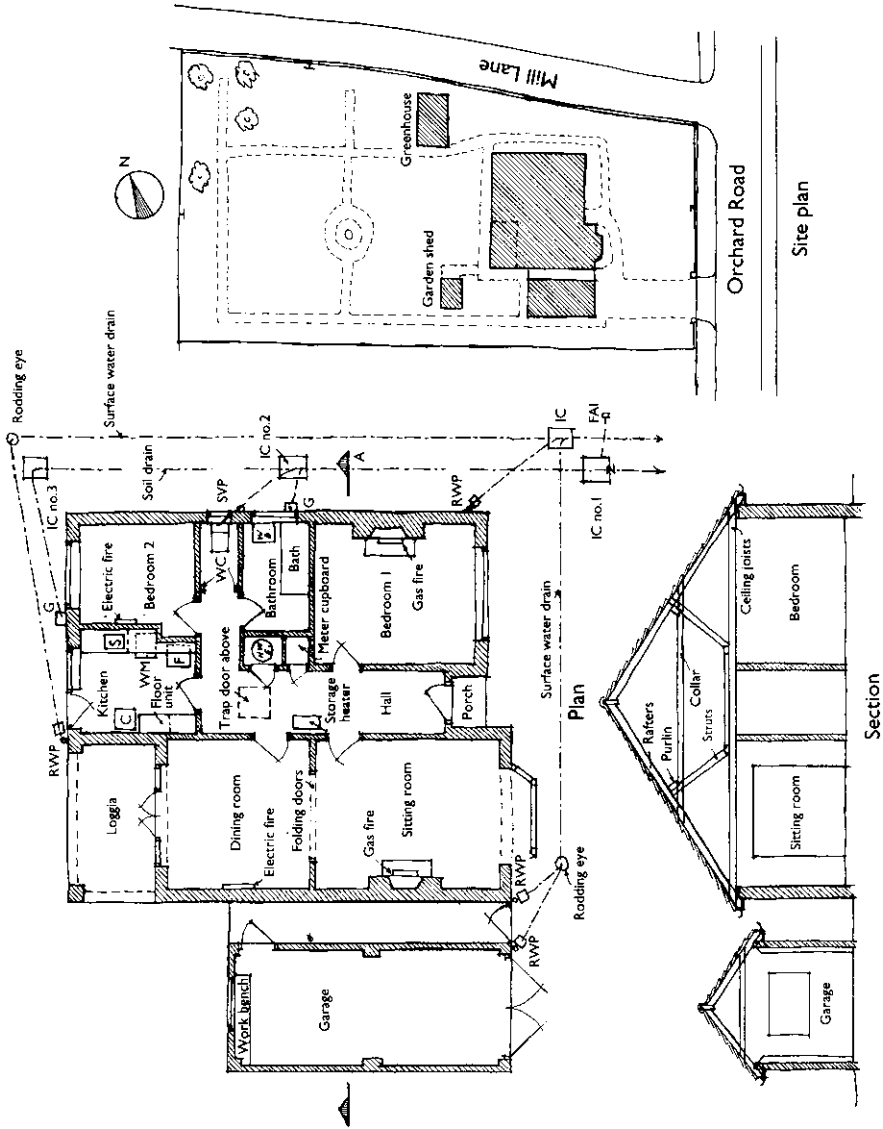 Rodding eye
Surface water drain
IC no.3
Soil drain
IC no.2
A
SVP
G
G
RWP
IC
FAI
IC no.1
Electric fire
Bedroom 2
WC
Bathroom
W
Bath
Meter cupboard
Bedroom 1
Gas fire
Kitchen
S
WM
Floor
unit
F
C
Trap door above
Storage
heater
Hall
Porch
RWP
Loggia
Dining room
Electric fire
Folding doors
Sitting room
Gas fire
RWP
RWP
Rodding eye
Surface water drain
Work bench
Garage
Plan
N
Mill Lane
Greenhouse
Garden shed
Orchard Road
Site plan
Rafters
Purlin
Collar
Struts
Ceiling joists
Sitting room
Bedroom
Garage
Section